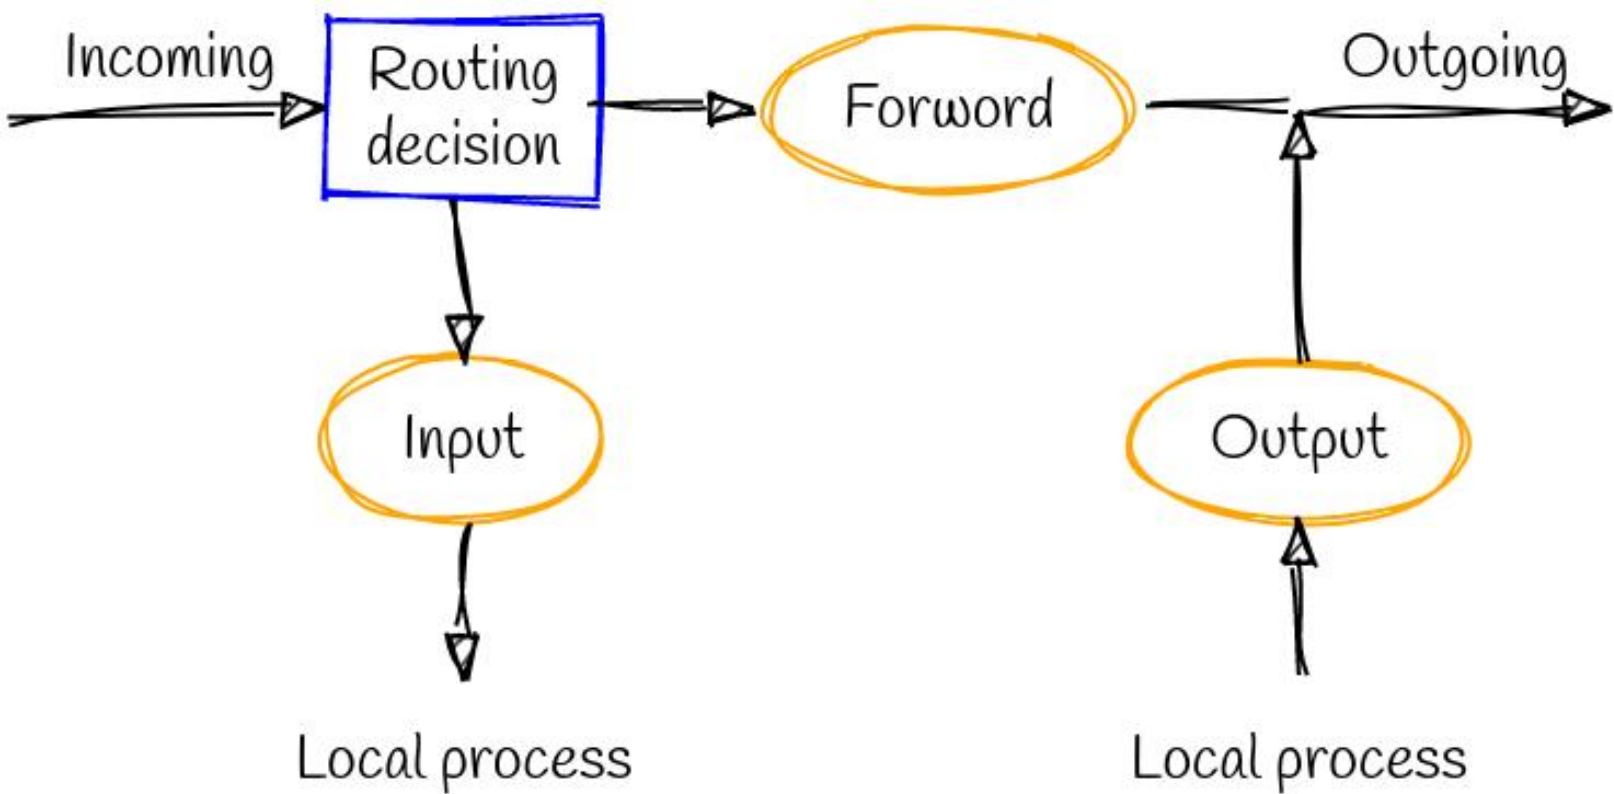 Incoming
Routing
decision
Forword
Outgoing
Input
Output
Local process
Local process